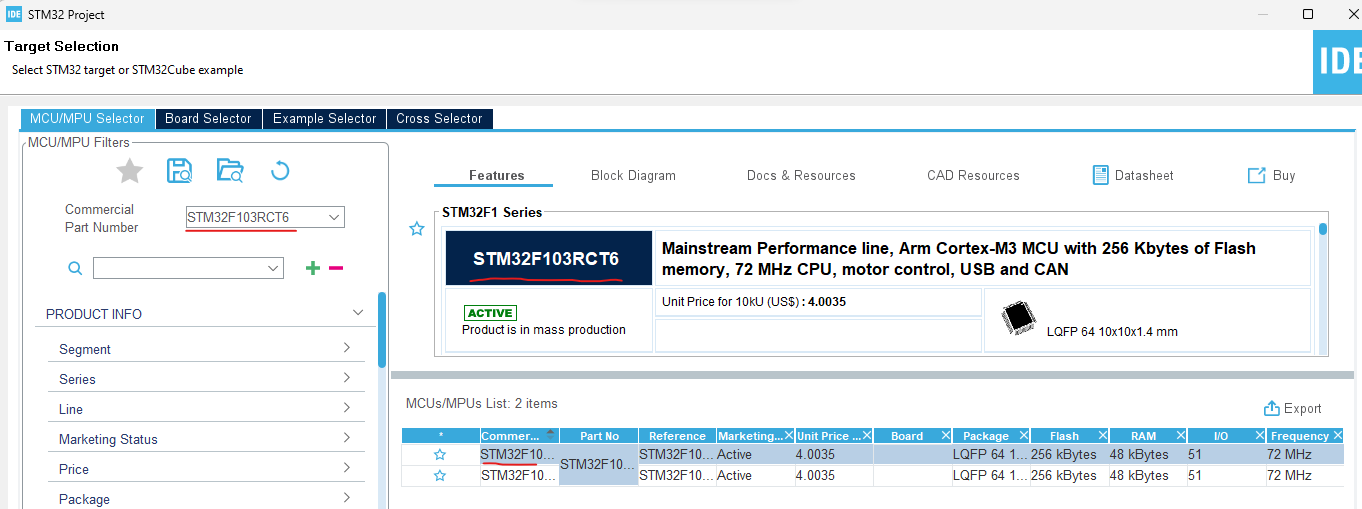 IDE STM32 Project
Target Selection
Select STM32 target or STM32Cube example
IDE
MCU/MPU Selector Board Selector Example Selector Cross Selector
MCU/MPU Filters
Commercial
Part Number
STM32F103RCT6
PRODUCT INFO
Segment
Series
Line
Marketing Status
Price
Package
Features Block Diagram Docs & Resources CAD Resources Datasheet Buy
STM32F1 Series
STM32F103RCT6
Mainstream Performance line, Arm Cortex-M3 MCU with 256 Kbytes of Flash
memory, 72 MHz CPU, motor control, USB and CAN
ACTIVE
Product is in mass production
Unit Price for 10kU (US$) : 4.0035
LQFP 64 10x10x1.4 mm
MCUs/MPUs List: 2 items
Export
* Commer... Part No Reference Marketing... Unit Price ... Board Package Flash RAM I/O Frequency
STM32F10... STM32F10... STM32F10... Active 4.0035 LQFP 64 1... 256 kBytes 48 kBytes 51 72 MHz
STM32F10... STM32F10... Active 4.0035 LQFP 64 1... 256 kBytes 48 kBytes 51 72 MHz